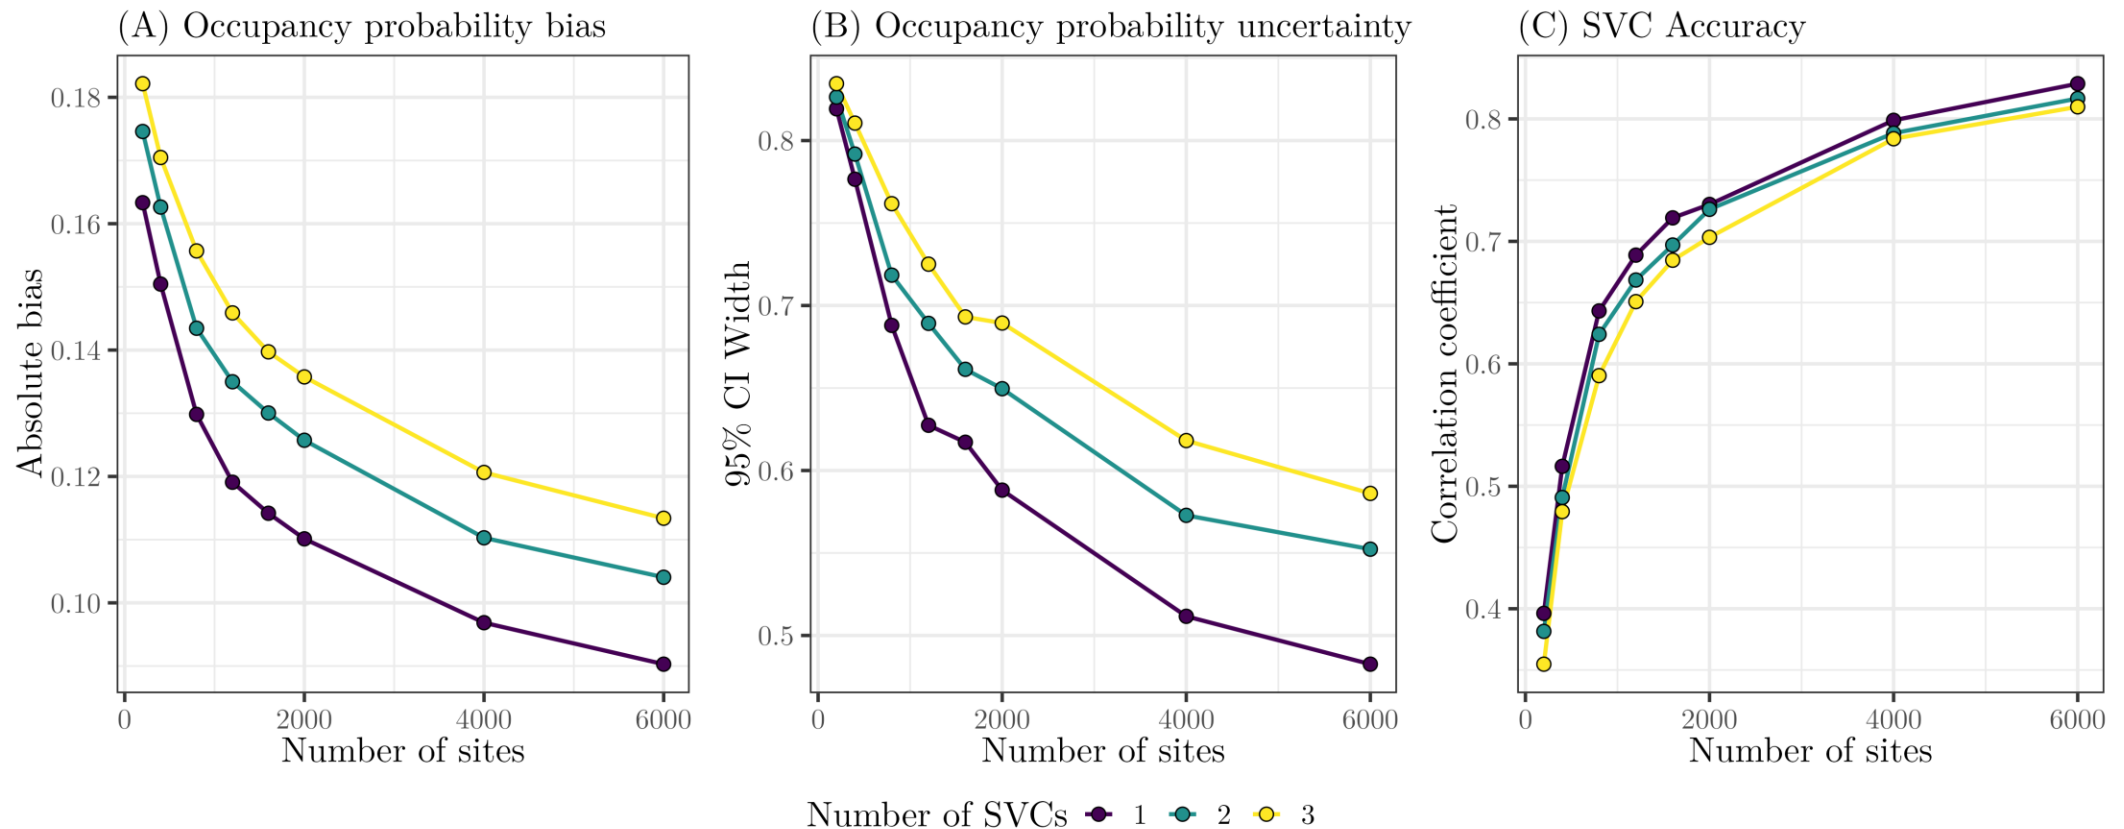 (A) Occupancy probability bias
Absolute bias
0.18
0.16
0.14
0.12
0.10
0 2000 4000 6000
Number of sites
(B) Occupancy probability uncertainty
95% CI Width
0.8
0.7
0.6
0.5
0 2000 4000 6000
Number of sites
(C) SVC Accuracy
Correlation coefficient
0.8
0.7
0.6
0.5
0.4
0 2000 4000 6000
Number of sites
Number of SVCs 1 2 3